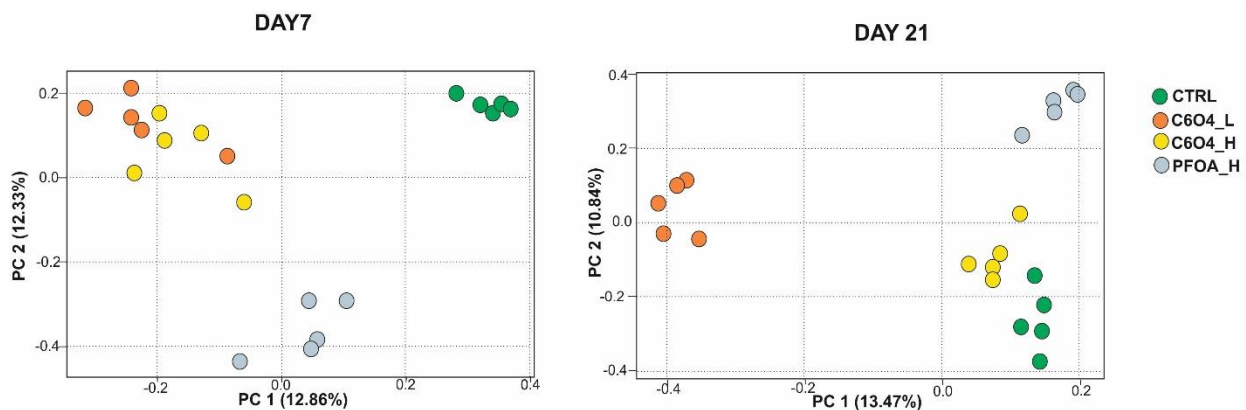 DAY7
0.2
0.0
-0.2
-0.4
PC 2 (12.33%)
-0.2
0.0
0.2
0.4
PC 1 (12.86%)
DAY 21
0.4
0.2
0.0
-0.2
-0.4
PC 2 (10.84%)
-0.4
-0.2
0.0
0.2
PC 1 (13.47%)
CTRL
C6O4_L
C6O4_H
PFOA_H